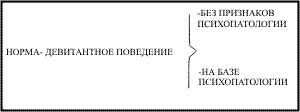 -БЕЗ ПРИЗНАКОВ
ПСИХОПАТОЛОГИИ
НОРМА- ДЕВИТАНТНОЕ ПОВЕДЕНИЕ
-НА БАЗЕ
ПСИХОПАТОЛОГИИ